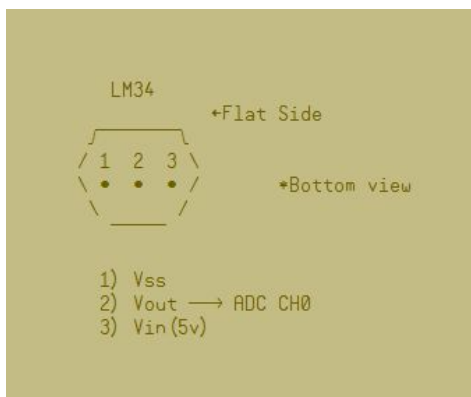 LM34
←Flat Side
1 2 3
←Bottom view
1) Vss
2) Vout → ADC CH0
3) Vin(5v)